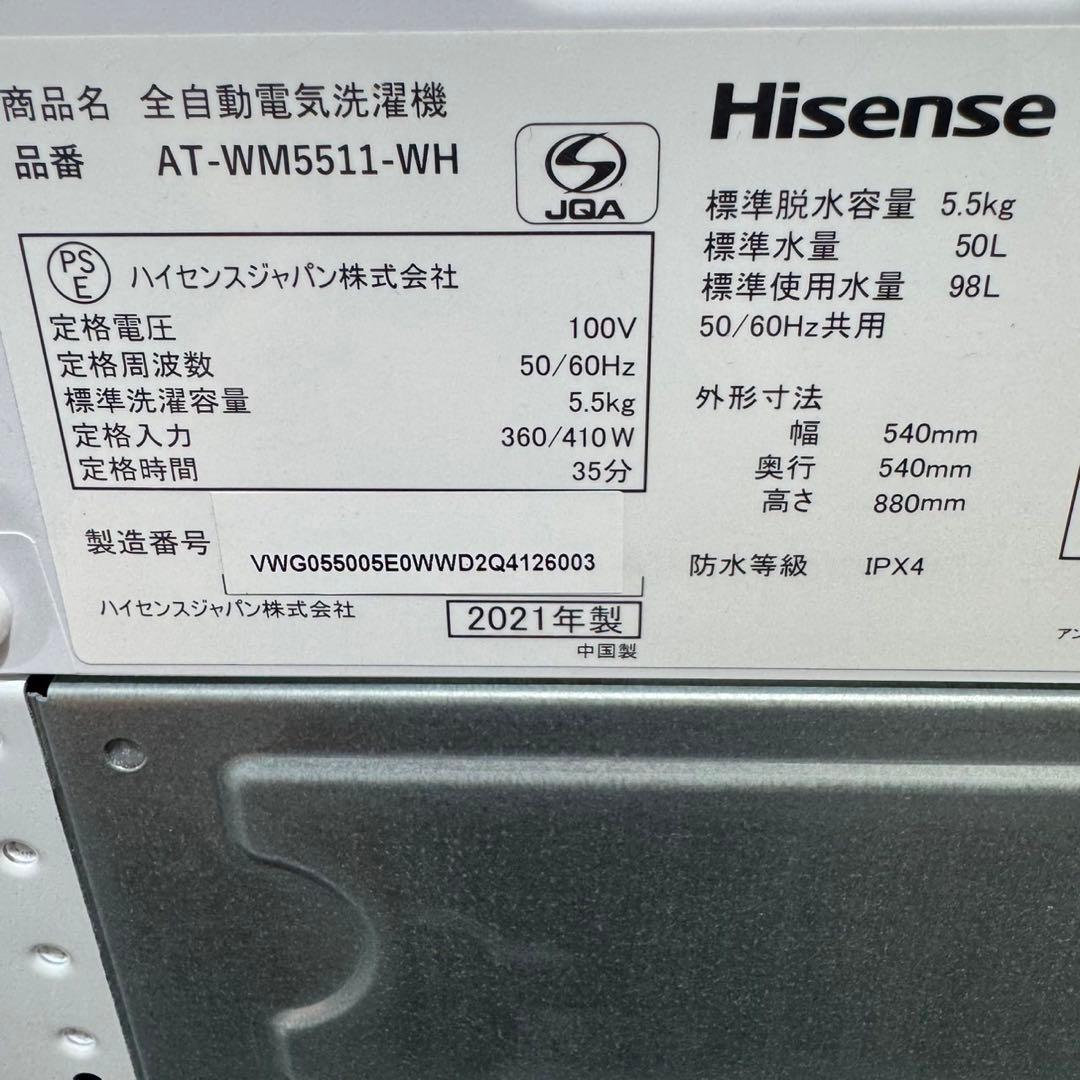 商品名 全自動電気洗濯機
品番 AT-WM5511-WH
JQA
PSE ハイセンスジャパン株式会社
定格電圧 100V
定格周波数 50/60Hz
標準洗濯容量 5.5kg
定格入力 360/410W
定格時間 35分
製造番号 VWG055005E0WWD2Q4126003
ハイセンスジャパン株式会社 2021年製
中国製
Hisense
標準脱水容量 5.5kg
標準水量 50L
標準使用水量 98L
50/60Hz共用
外形寸法
幅 540mm
奥行 540mm
高さ 880mm
防水等級 IPX4